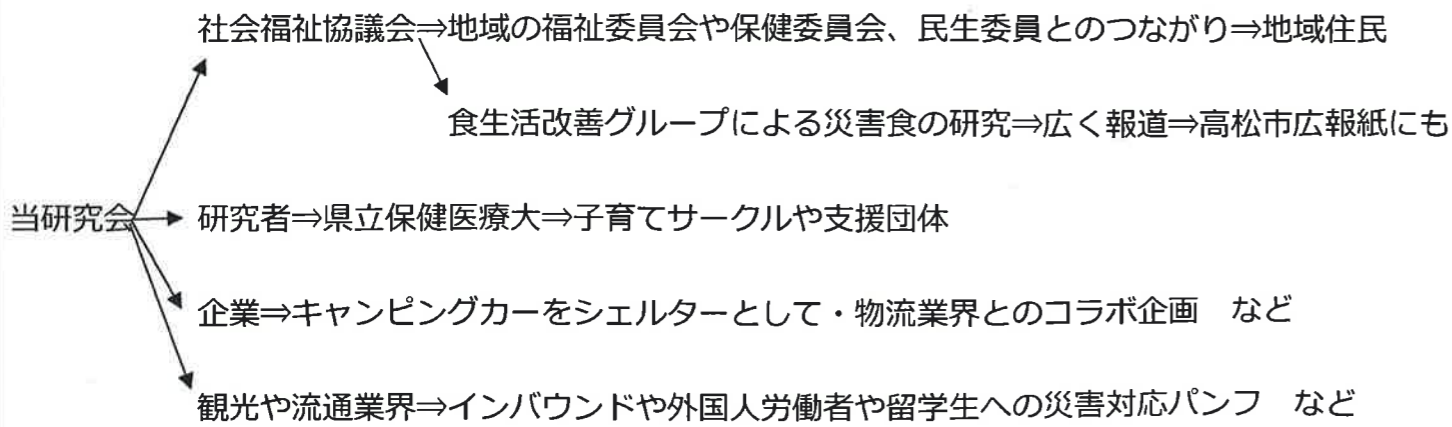 社会福祉協議会⇒地域の福祉委員会や保健委員会、民生委員とのつながり⇒地域住民
食生活改善グループによる災害食の研究⇒広く報道⇒高松市広報紙にも
当研究会
研究者⇒県立保健医療大⇒子育てサークルや支援団体
企業⇒キャンピングカーをシェルターとして・物流業界とのコラボ企画　など
観光や流通業界⇒インバウンドや外国人労働者や留学生への災害対応パンフ　など